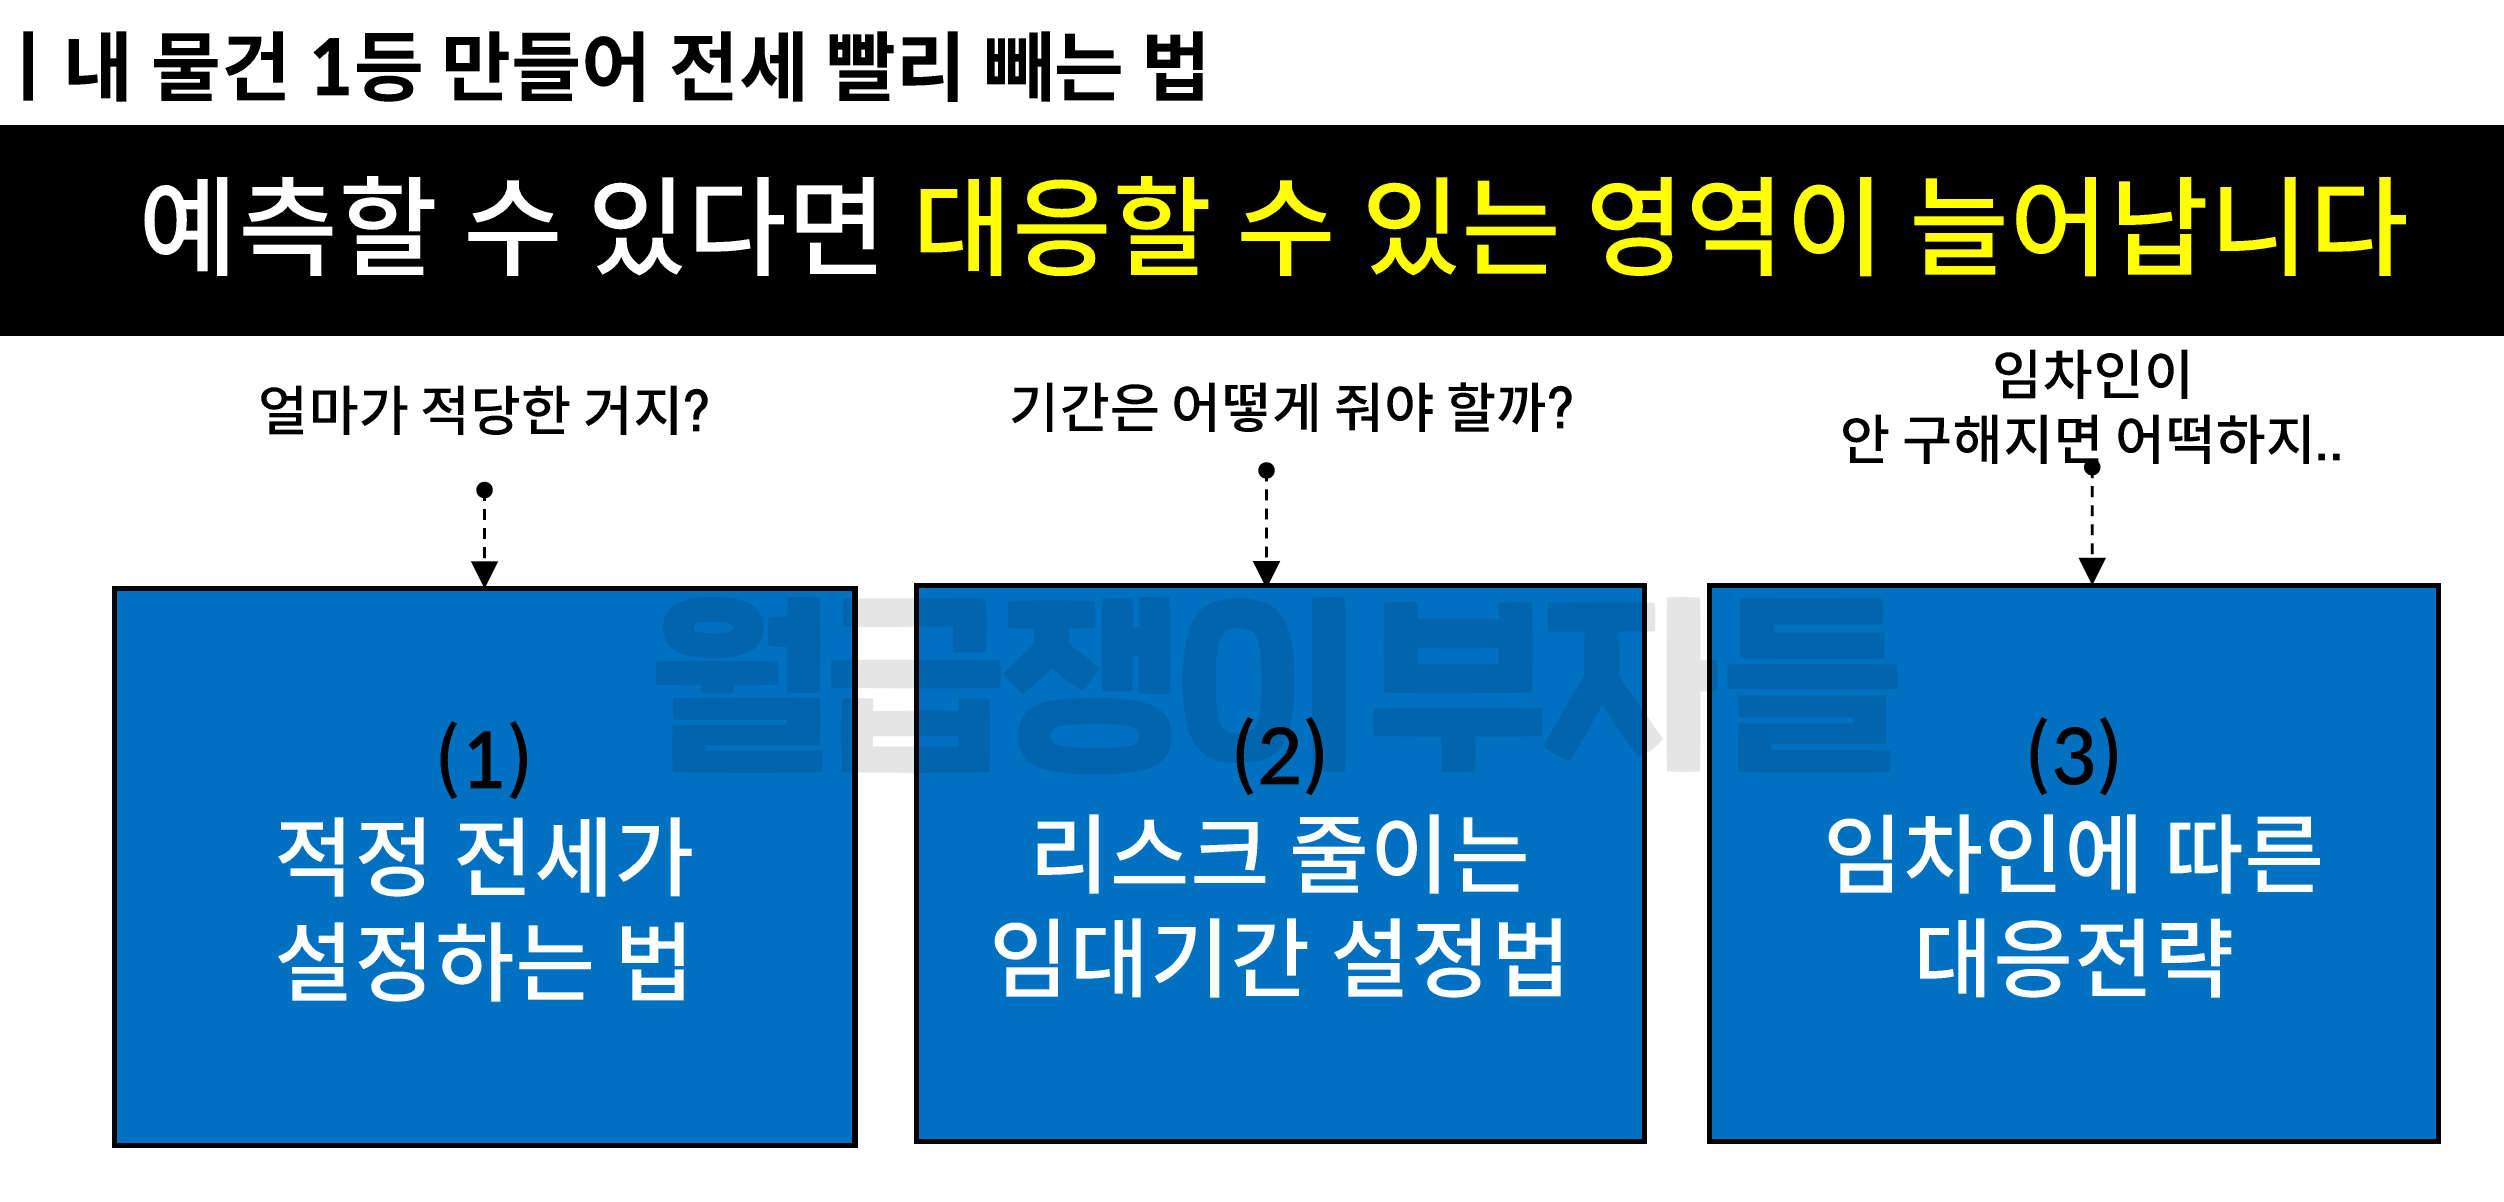 | 내 물건 1등 만들어 전세 빨리 빼는 법
예측할 수 있다면 대응할 수 있는 영역이 늘어납니다
얼마가 적당한 거지?
기간은 어떻게 줘야 할까?
임차인이
안 구해지면 어떡하지..
월급쟁이부자들
(1)
적정 전세가
설정하는 법
(2)
리스크 줄이는
임대기간 설정법
(3)
임차인에 따른
대응전략